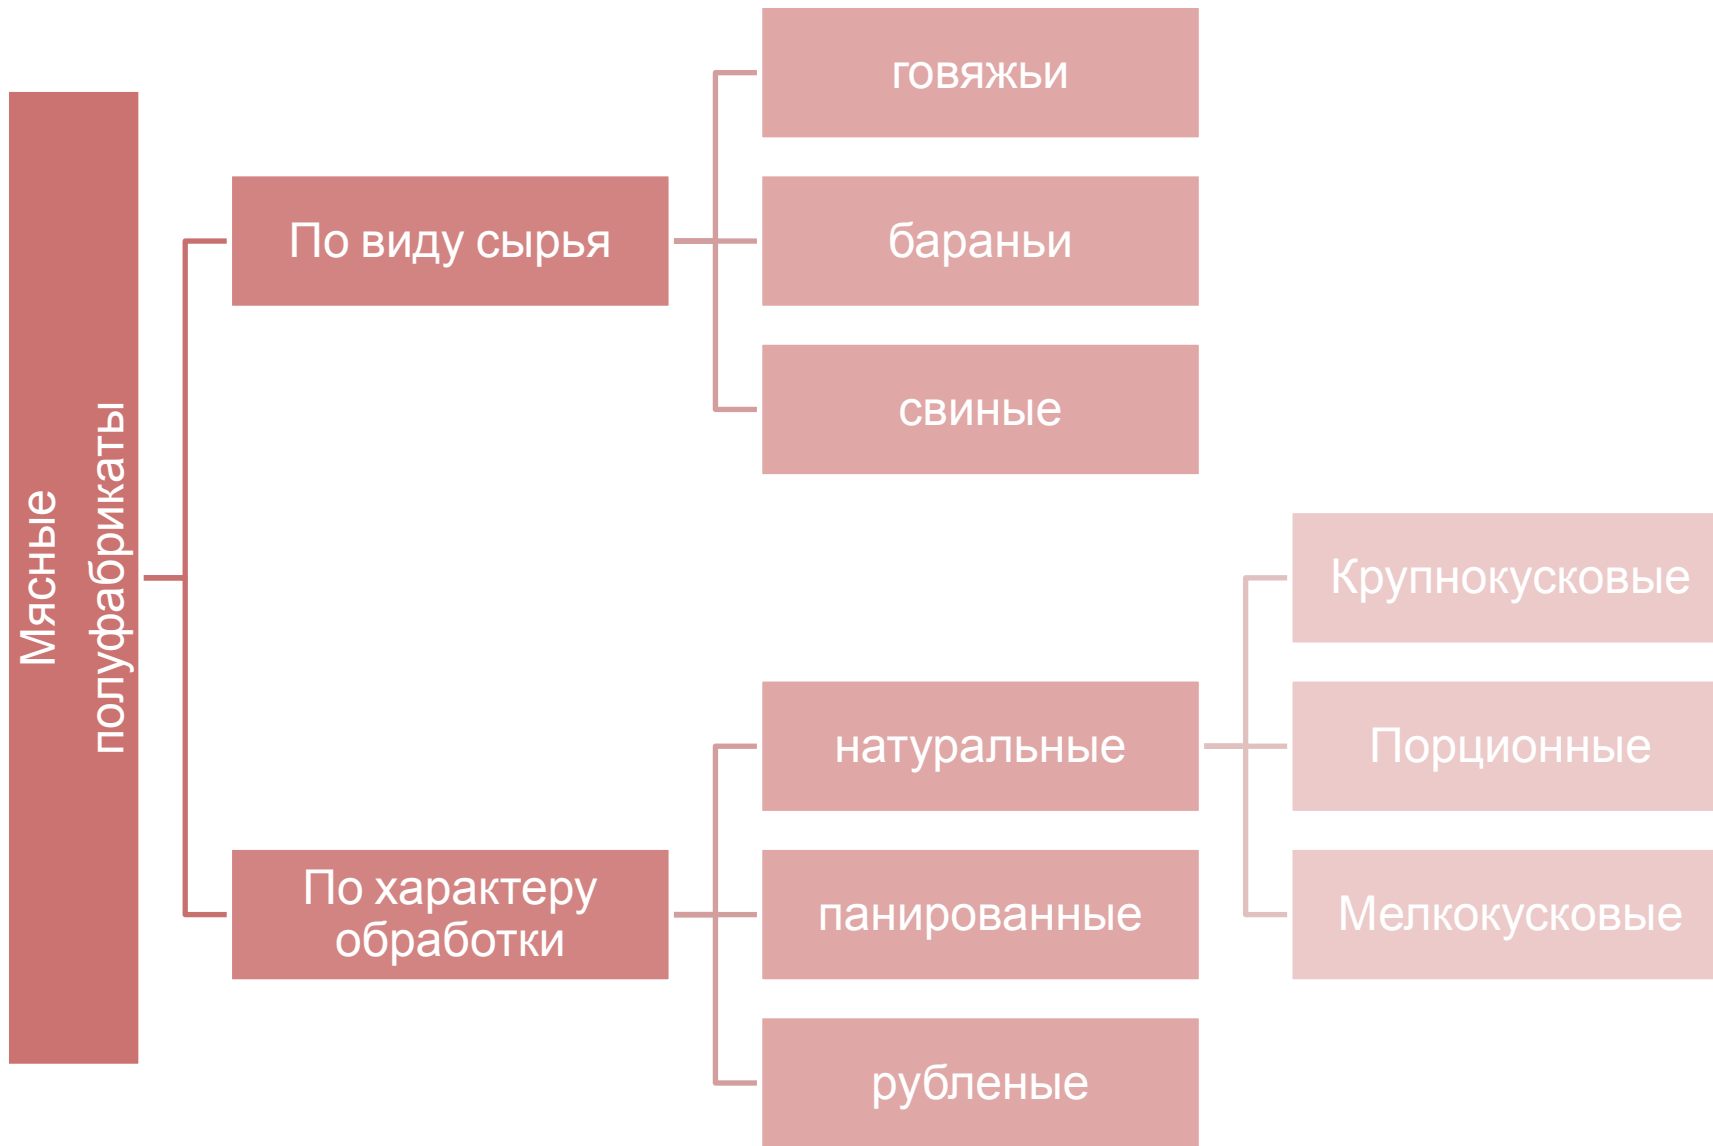 Мясные
полуфабрикаты
По виду сырья
говяжьи
бараньи
свиные
По характеру
обработки
натуральные
Крупнокусковые
Порционные
Мелкокусковые
панированные
рубленые